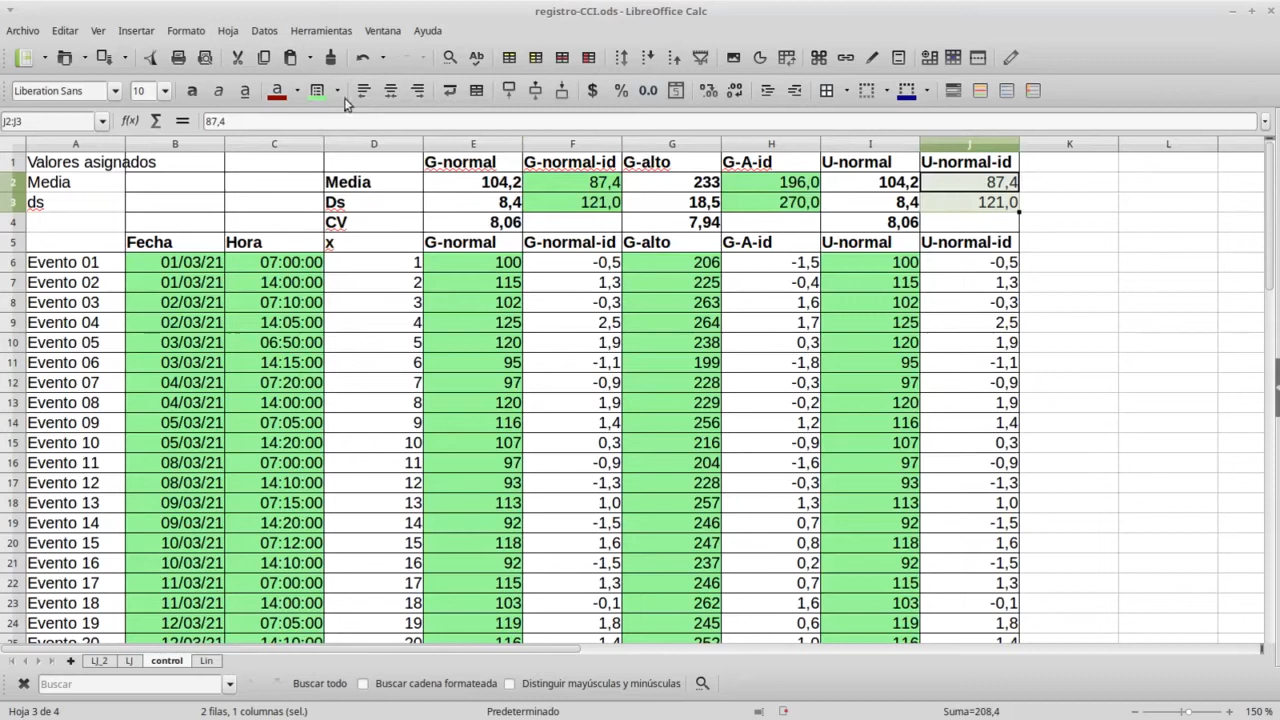 registro-CCI.ods - LibreOffice Calc
Archivo Editar Ver Insertar Formato Hoja Datos Herramientas Ventana Ayuda
Liberation Sans 10 a a a a $ % 0.0
J2:J3 f(x) Σ = 87,4
A B C D E F G H I J K L
1 Valores asignados G-normal G-normal-id G-alto G-A-id U-normal U-normal-id
2 Media Media 104,2 87,4 233 196,0 104,2 87,4
3 ds Ds 8,4 121,0 18,5 270,0 8,4 121,0
4 CV 8,06 7,94 8,06
5 Fecha Hora x G-normal G-normal-id G-alto G-A-id U-normal U-normal-id
6 Evento 01 01/03/21 07:00:00 1 100 -0,5 206 -1,5 100 -0,5
7 Evento 02 01/03/21 14:00:00 2 115 1,3 225 -0,4 115 1,3
8 Evento 03 02/03/21 07:10:00 3 102 -0,3 263 1,6 102 -0,3
9 Evento 04 02/03/21 14:05:00 4 125 2,5 264 1,7 125 2,5
10 Evento 05 03/03/21 06:50:00 5 120 1,9 238 0,3 120 1,9
11 Evento 06 03/03/21 14:15:00 6 95 -1,1 199 -1,8 95 -1,1
12 Evento 07 04/03/21 07:20:00 7 97 -0,9 228 -0,3 97 -0,9
13 Evento 08 04/03/21 14:00:00 8 120 1,9 229 -0,2 120 1,9
14 Evento 09 05/03/21 07:05:00 9 116 1,4 256 1,2 116 1,4
15 Evento 10 05/03/21 14:20:00 10 107 0,3 216 -0,9 107 0,3
16 Evento 11 08/03/21 07:00:00 11 97 -0,9 204 -1,6 97 -0,9
17 Evento 12 08/03/21 14:10:00 12 93 -1,3 228 -0,3 93 -1,3
18 Evento 13 09/03/21 07:15:00 13 113 1,0 257 1,3 113 1,0
19 Evento 14 09/03/21 14:20:00 14 92 -1,5 246 0,7 92 -1,5
20 Evento 15 10/03/21 07:12:00 15 118 1,6 247 0,8 118 1,6
21 Evento 16 10/03/21 14:10:00 16 92 -1,5 237 0,2 92 -1,5
22 Evento 17 11/03/21 07:00:00 17 115 1,3 246 0,7 115 1,3
23 Evento 18 11/03/21 14:00:00 18 103 -0,1 262 1,6 103 -0,1
24 Evento 19 12/03/21 07:05:00 19 119 1,8 245 0,6 119 1,8
25 Evento 20 12/03/21 14:10:00 20 116 1,4 252 1,0 116 1,4
LJ_2 LJ control Lin
Buscar Buscar todo Buscar cadena formateada Distinguir mayúsculas y minúsculas
Hoja 3 de 4 2 filas, 1 columnas (sel.) Predeterminado Suma=208,4 150 %